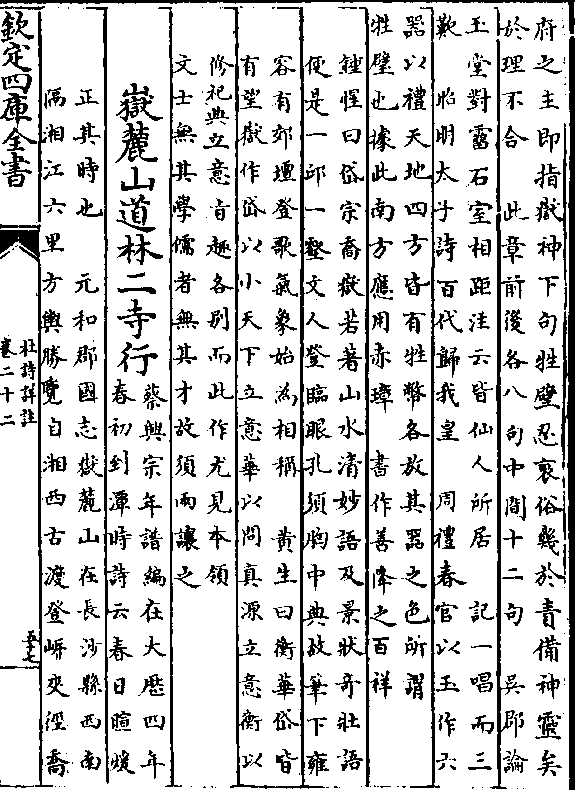 府之主即指嶽神下句牲璧忍衰俗幾於責備神靈矣
於理不合　此章前後各八句中間十二句　吳郡論
玉堂對靈石室相距注云皆仙人所居　記一唱而三
歎　昭明太子詩百代歸我皇　周禮春官以玉作六
器以禮天地四方皆有牲幣各放其器之色所謂
牲璧也據此南方應用赤璋　書作善降之百祥
鍾惺曰岱宗喬嶽若著山水清妙語及景狀奇壯語
便是一邱一壑文人登臨眼孔須胸中典故筆下雍
容有郊壇登歌氣象始為相稱　黃生曰衡華岱皆
有望嶽作岱以小天下立意華以問真源立意衡以
修祀典立意旨趣各別而此作尤見本領
文士無其學儒者無其才故須兩讓之
嶽麓山道林二寺行
蔡興宗年譜編在大厯四年
春初到潭時詩云春日暄煖
正其時也　元和郡國志嶽麓山在長沙縣西南
隔湘江六里方輿勝覽自湘西古渡登岸夾徑喬
欽定四庫全書
杜詩詳註
卷二十二
五十七